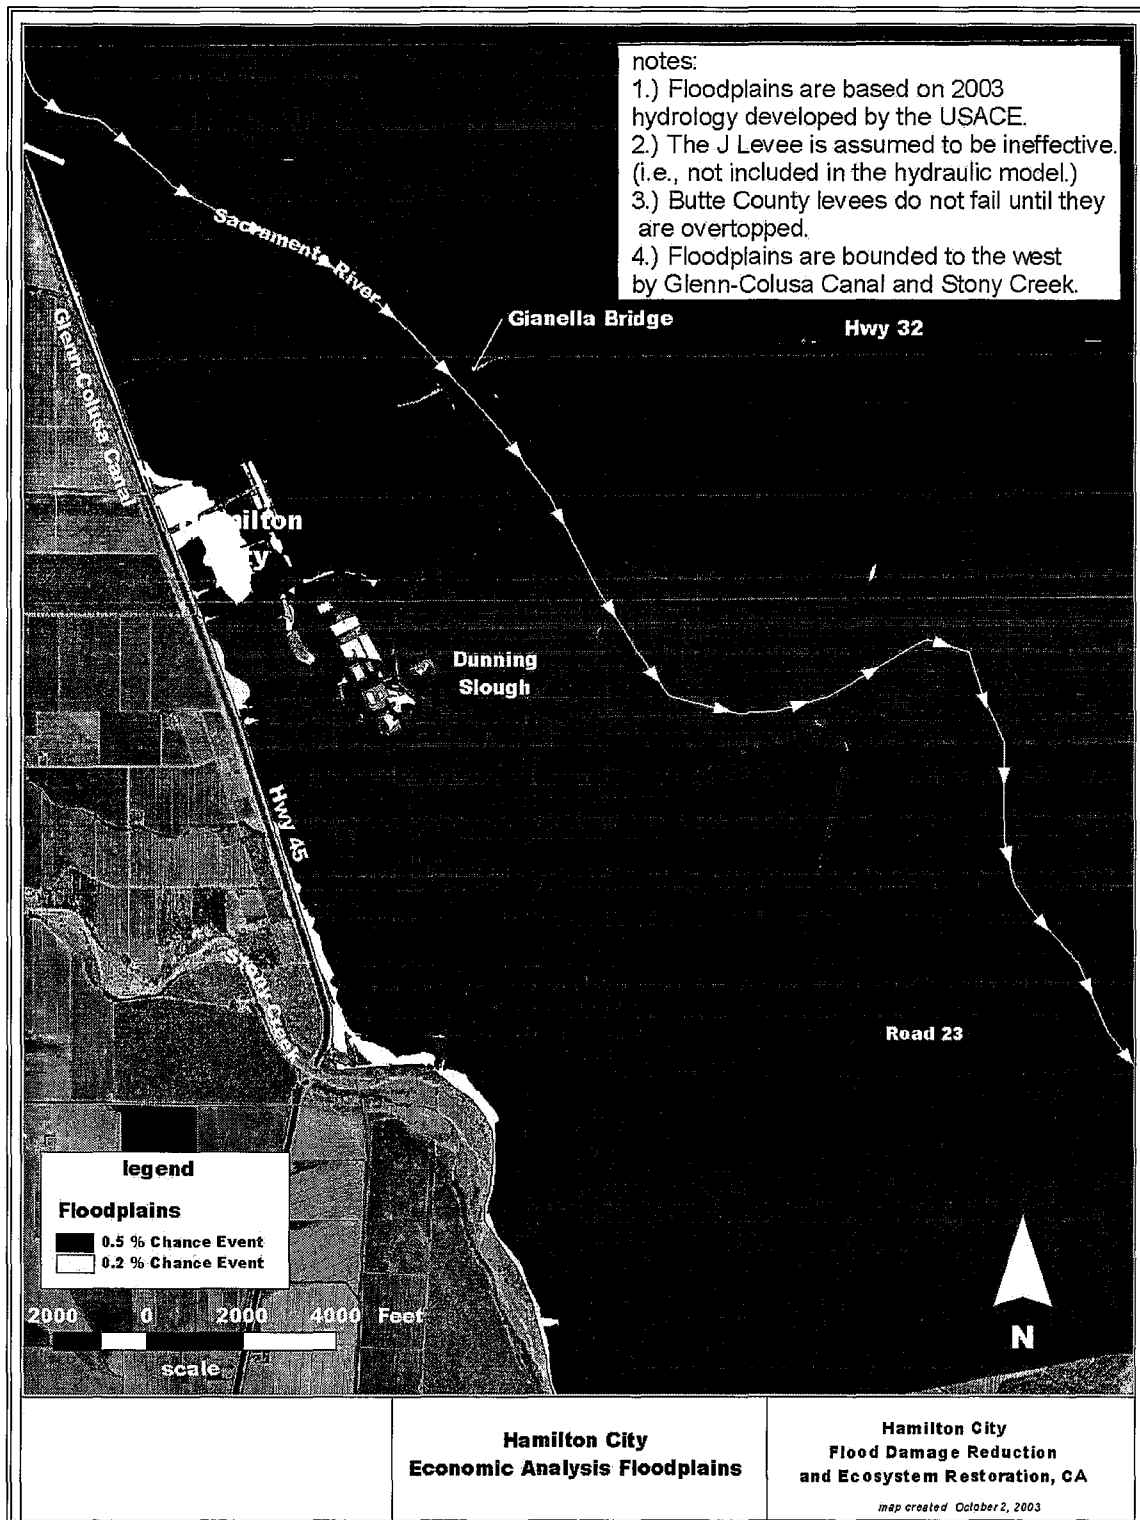 notes:
1.) Floodplains are based on 2003
hydrology developed by the USACE.
2.) The J Levee is assumed to be ineffective.
(i.e., not included in the hydraulic model.)
3.) Butte County levees do not fail until they
are overtopped.
4.) Floodplains are bounded to the west
by Glenn-Colusa Canal and Stony Creek.
Sacramento River
Gianella Bridge
Hwy 32
Glenn-Colusa Canal
Hamilton
City
Dunning
Slough
Hwy 45
Stony Creek
Road 23
legend
Floodplains
0.5 % Chance Event
0.2 % Chance Event
2000 0 2000 4000 Feet
scale
N
Hamilton City
Economic Analysis Floodplains
Hamilton City
Flood Damage Reduction
and Ecosystem Restoration, CA
map created October 2, 2003